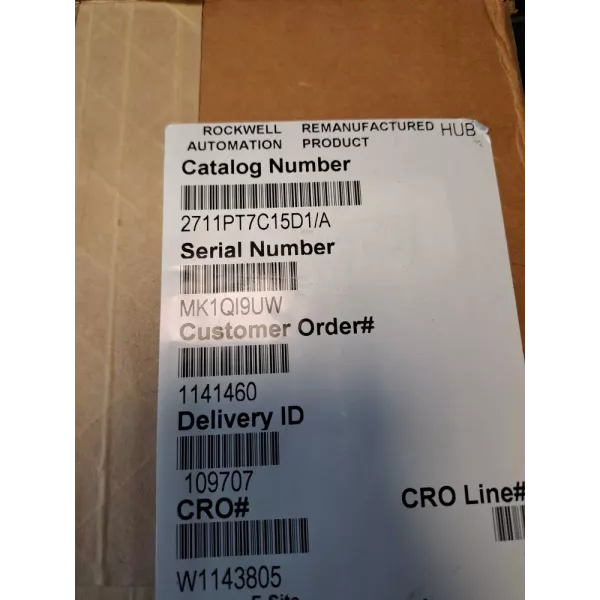 ROCKWELL REMANUFACTURED HUB
AUTOMATION PRODUCT
Catalog Number
2711PT7C15D1/A
Serial Number
MK1QI9UW
Customer Order#
1141460
Delivery ID
109707
CRO#
CRO Line#
W1143805